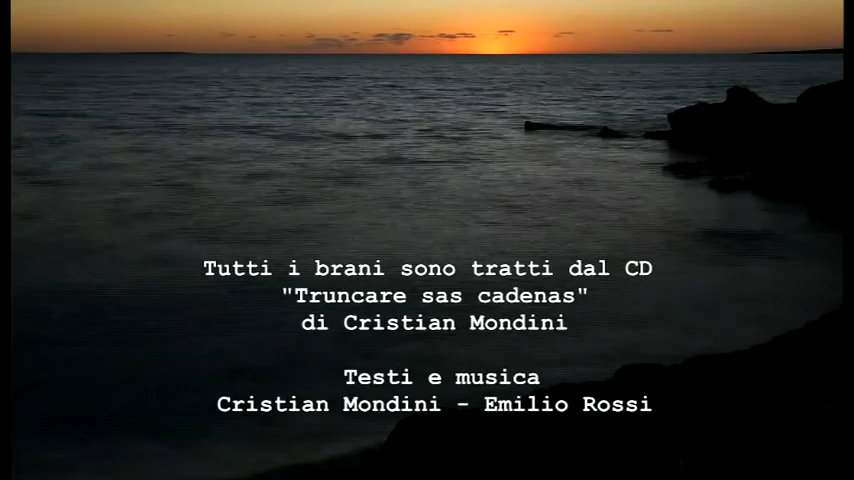 Tutti i brani sono tratti dal CD
"Truncare sas cadenas"
di Cristian Mondini
Testi e musica
Cristian Mondini - Emilio Rossi